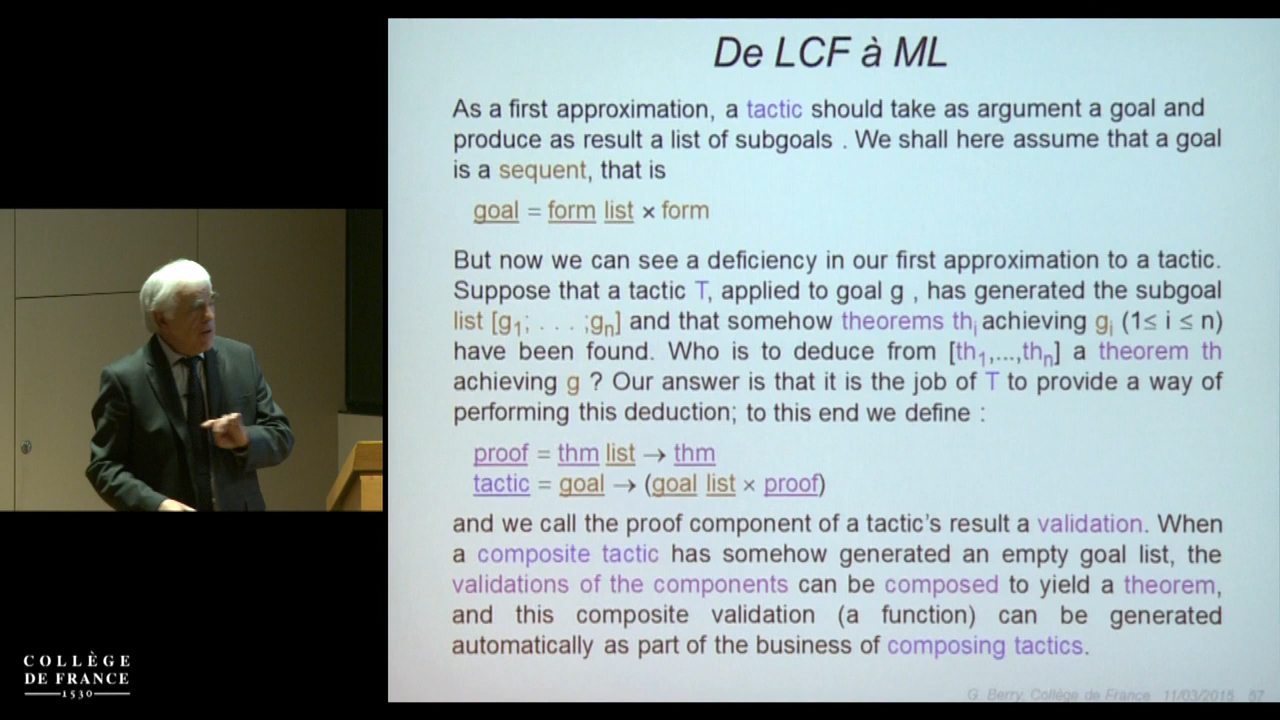 De LCF à ML
As a first approximation, a tactic should take as argument a goal and
produce as result a list of subgoals . We shall here assume that a goal
is a sequent, that is
goal = form list × form
But now we can see a deficiency in our first approximation to a tactic.
Suppose that a tactic T, applied to goal g , has generated the subgoal
list [g1; . . . ;gn] and that somehow theorems thi achieving gi (1≤ i ≤ n)
have been found. Who is to deduce from [th1,...,thn] a theorem th
achieving g ? Our answer is that it is the job of T to provide a way of
performing this deduction; to this end we define :
proof = thm list → thm
tactic = goal → (goal list × proof)
and we call the proof component of a tactic's result a validation. When
a composite tactic has somehow generated an empty goal list, the
validations of the components can be composed to yield a theorem,
and this composite validation (a function) can be generated
automatically as part of the business of composing tactics.
COLLÈGE
DE FRANCE
1530
G. Berry, Collège de France 11/03/2015 57